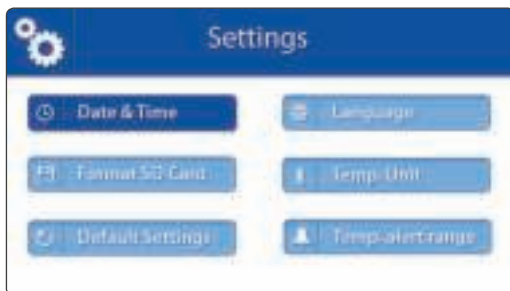 Settings
Date & Time
Language
Format SD Card
Temp. Unit
Default Settings
Temp-alert-range